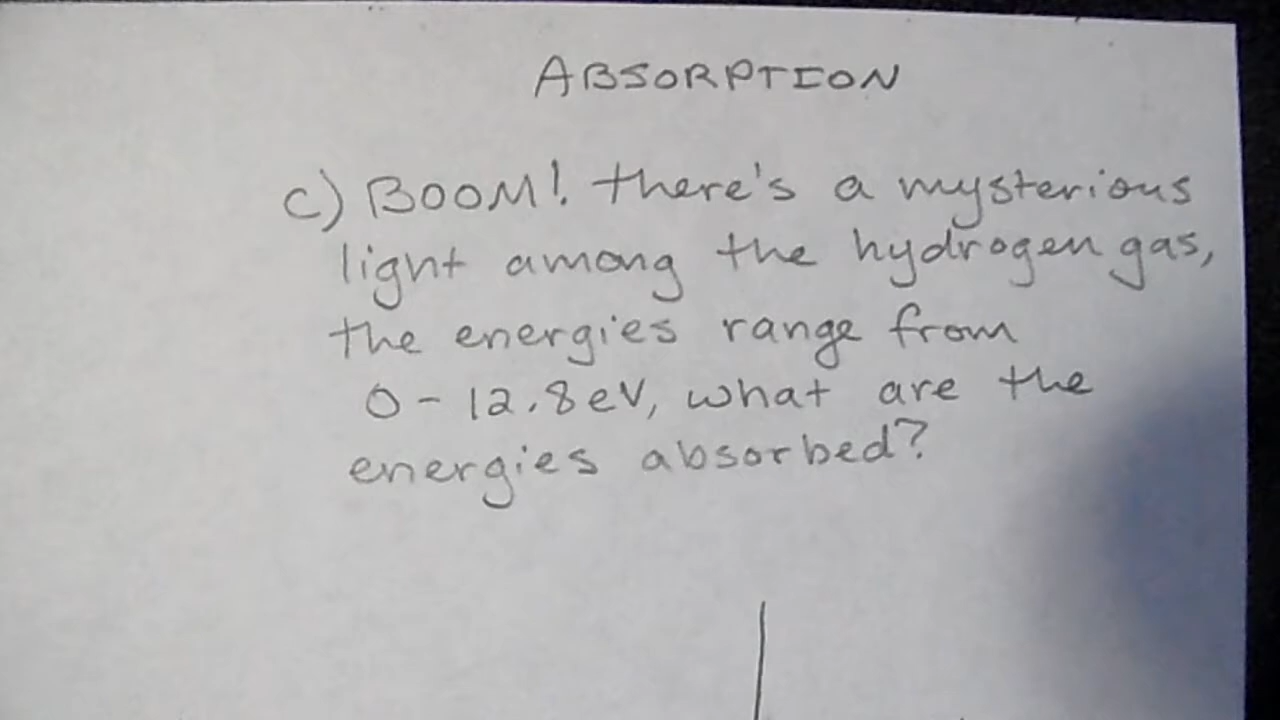 ABSORPTION
c) BOOM! there's a mysterious
light among the hydrogen gas,
the energies range from
0-12.8eV, what are the
energies absorbed?